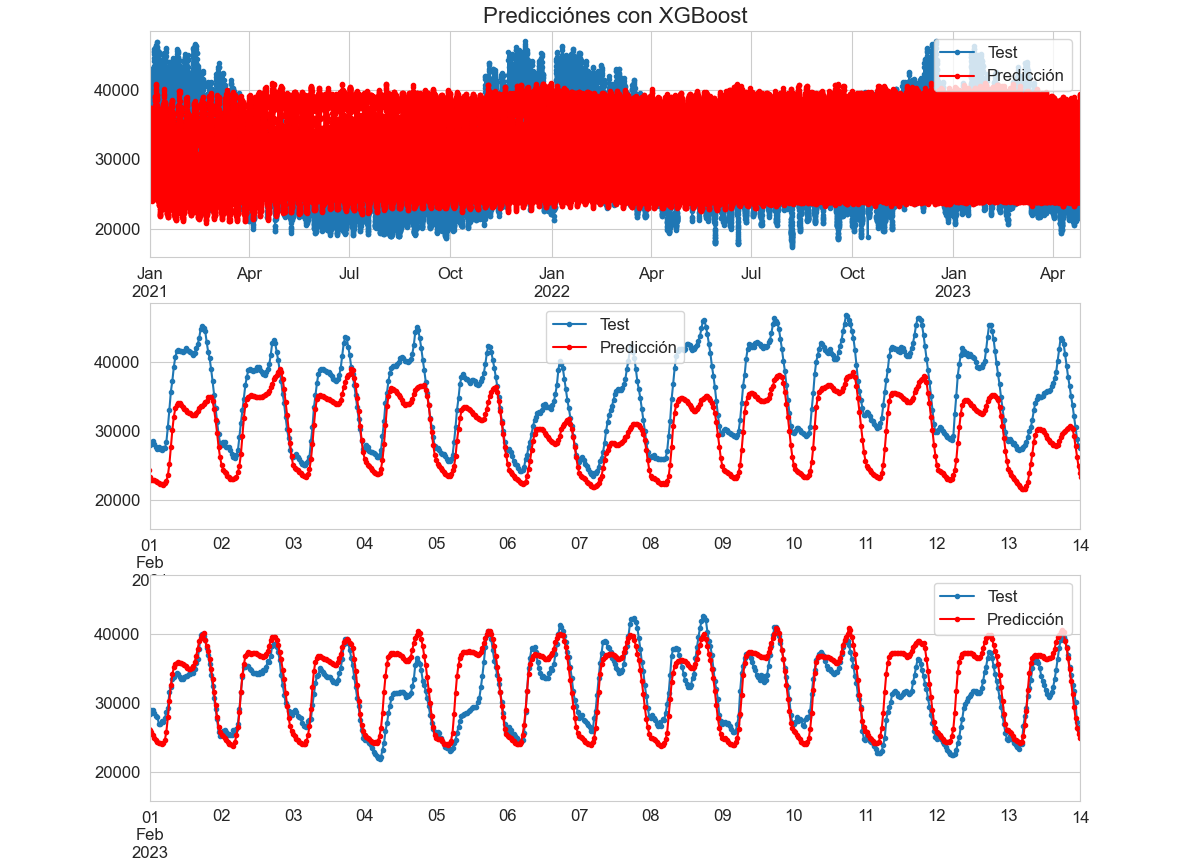 Predicciónes con XGBoost
Test
Predicción
40000
30000
20000
Jan Apr Jul Oct Jan Apr Jul Oct Jan Apr
2021 2022 2023
Test
Predicción
40000
30000
20000
01 02 03 04 05 06 07 08 09 10 11 12 13 14
Feb
Test
Predicción
40000
30000
20000
01 02 03 04 05 06 07 08 09 10 11 12 13 14
Feb
2023